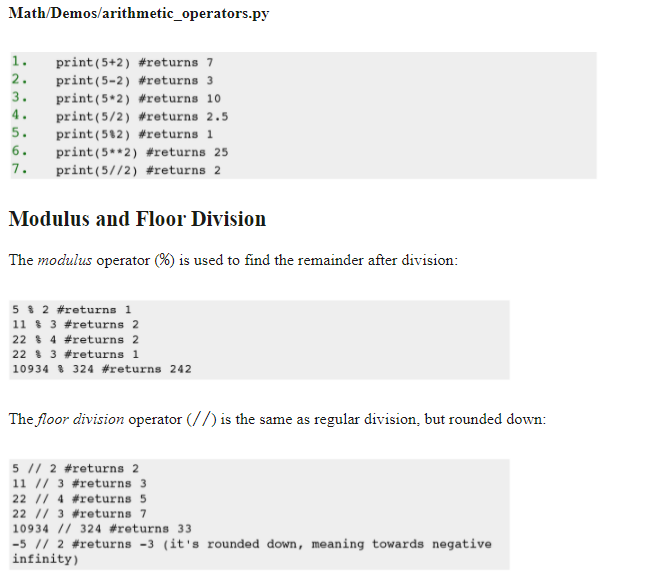 Math/Demos/arithmetic_operators.py
1. print(5+2) #returns 7
2. print(5-2) #returns 3
3. print(5*2) #returns 10
4. print(5/2) #returns 2.5
5. print(5%2) #returns 1
6. print(5**2) #returns 25
7. print(5//2) #returns 2
Modulus and Floor Division
The modulus operator (%) is used to find the remainder after division:
5 % 2 #returns 1
11 % 3 #returns 2
22 % 4 #returns 2
22 % 3 #returns 1
10934 % 324 #returns 242
The floor division operator (//) is the same as regular division, but rounded down:
5 // 2 #returns 2
11 // 3 #returns 3
22 // 4 #returns 5
22 // 3 #returns 7
10934 // 324 #returns 33
-5 // 2 #returns -3 (it's rounded down, meaning towards negative
infinity)